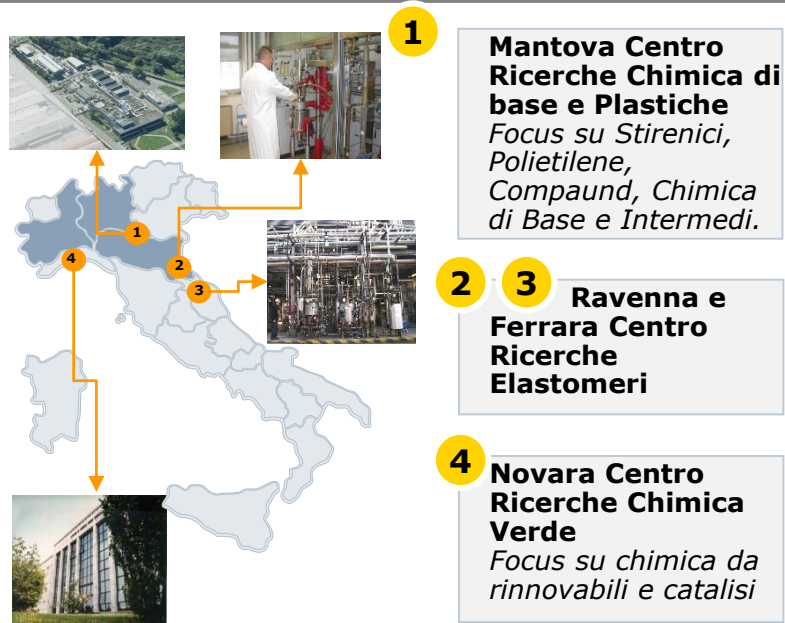 1
Mantova Centro
Ricerche Chimica di
base e Plastiche
Focus su Stirenici,
Polietilene,
Compaund, Chimica
di Base e Intermedi.
2 3
Ravenna e
Ferrara Centro
Ricerche
Elastomeri
4
Novara Centro
Ricerche Chimica
Verde
Focus su chimica da
rinnovabili e catalisi
1
2
3
4